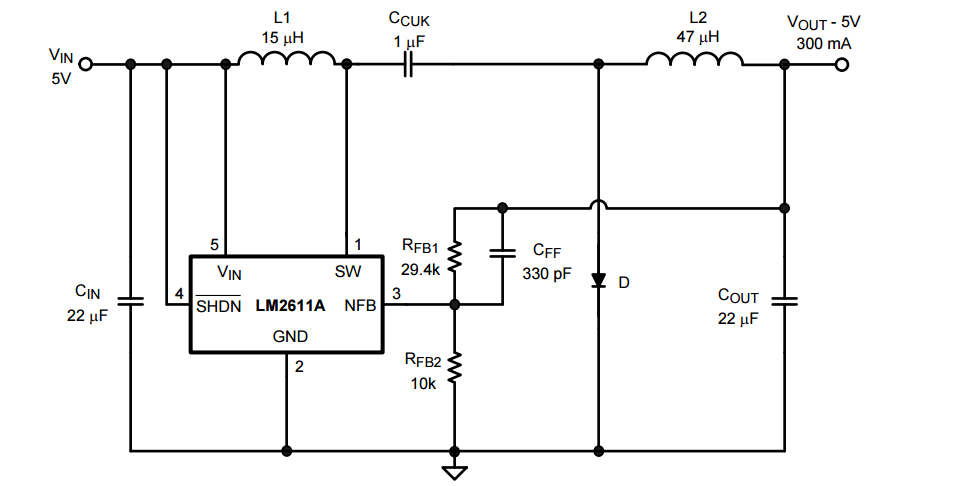 L1
15 µH
CCUK
1 µF
L2
47 µH
VOUT - 5V
300 mA
VIN
5V
5
1
VIN
SW
RFB1
29.4k
CFF
330 pF
D
CIN
22 µF
4
SHDN LM2611A NFB
3
COUT
22 µF
GND
2
RFB2
10k